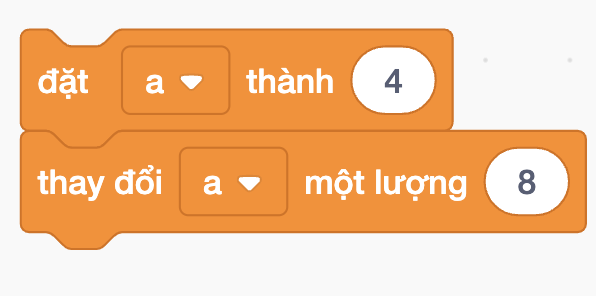 đặt a thành 4
thay đổi a một lượng 8